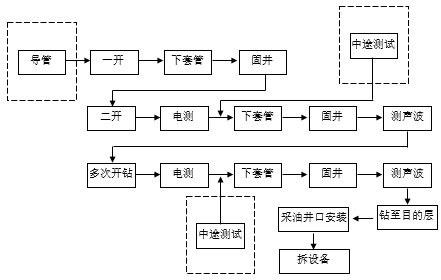 导管
一开
下套管
固井
中途测试
二开
电测
下套管
固井
测声波
多次开钻
电测
下套管
固井
测声波
中途测试
采油井口安装
钻至目的层
拆设备